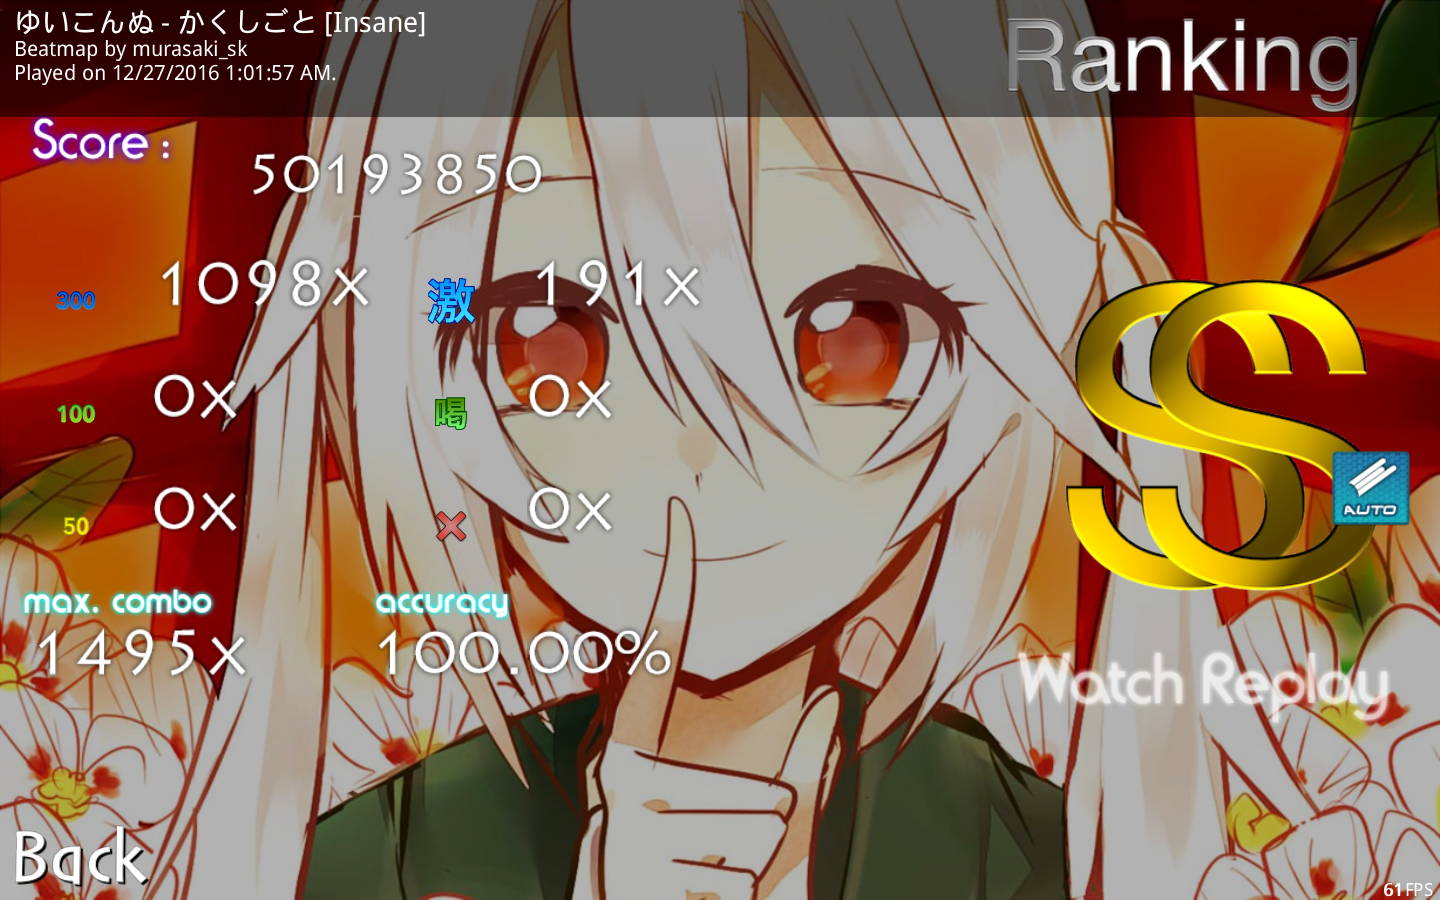 ゆいこんぬ - かくしごと [Insane]
Beatmap by murasaki_sk
Played on 12/27/2016 1:01:57 AM.
Ranking
Score :
50193850
300 1098x 激 191x
100 0x 喝 0x
50 0x 0x
SS
AUTO
max. combo accuracy
1495x 100.00%
Watch Replay
Back
61FPS